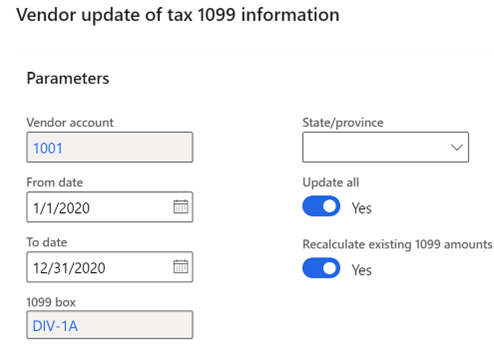 Vendor update of tax 1099 information
Parameters
Vendor account
1001
From date
1/1/2020
To date
12/31/2020
1099 box
DIV-1A
State/province
Update all
Yes
Recalculate existing 1099 amounts
Yes